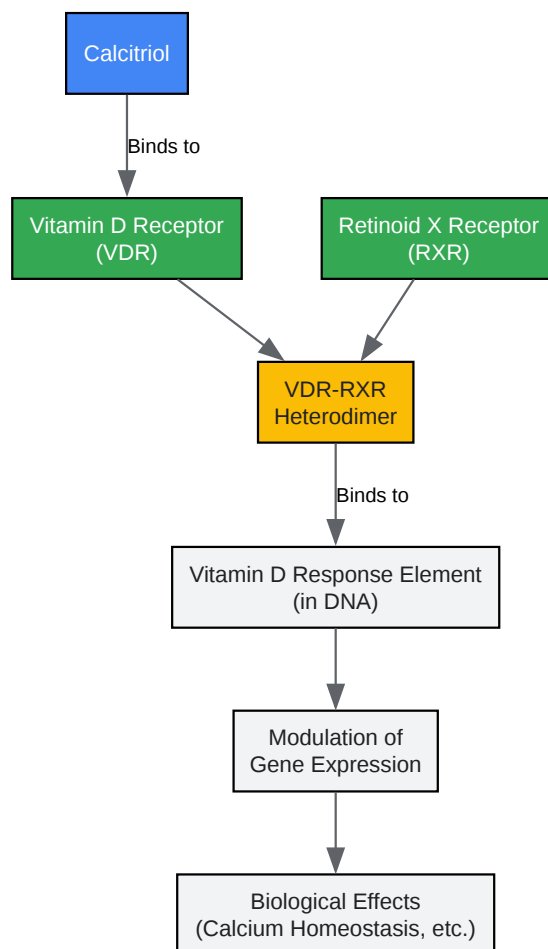 Calcitriol
Binds to
Vitamin D Receptor
(VDR)
Retinoid X Receptor
(RXR)
VDR-RXR
Heterodimer
Binds to
Vitamin D Response Element
(in DNA)
Modulation of
Gene Expression
Biological Effects
(Calcium Homeostasis, etc.)